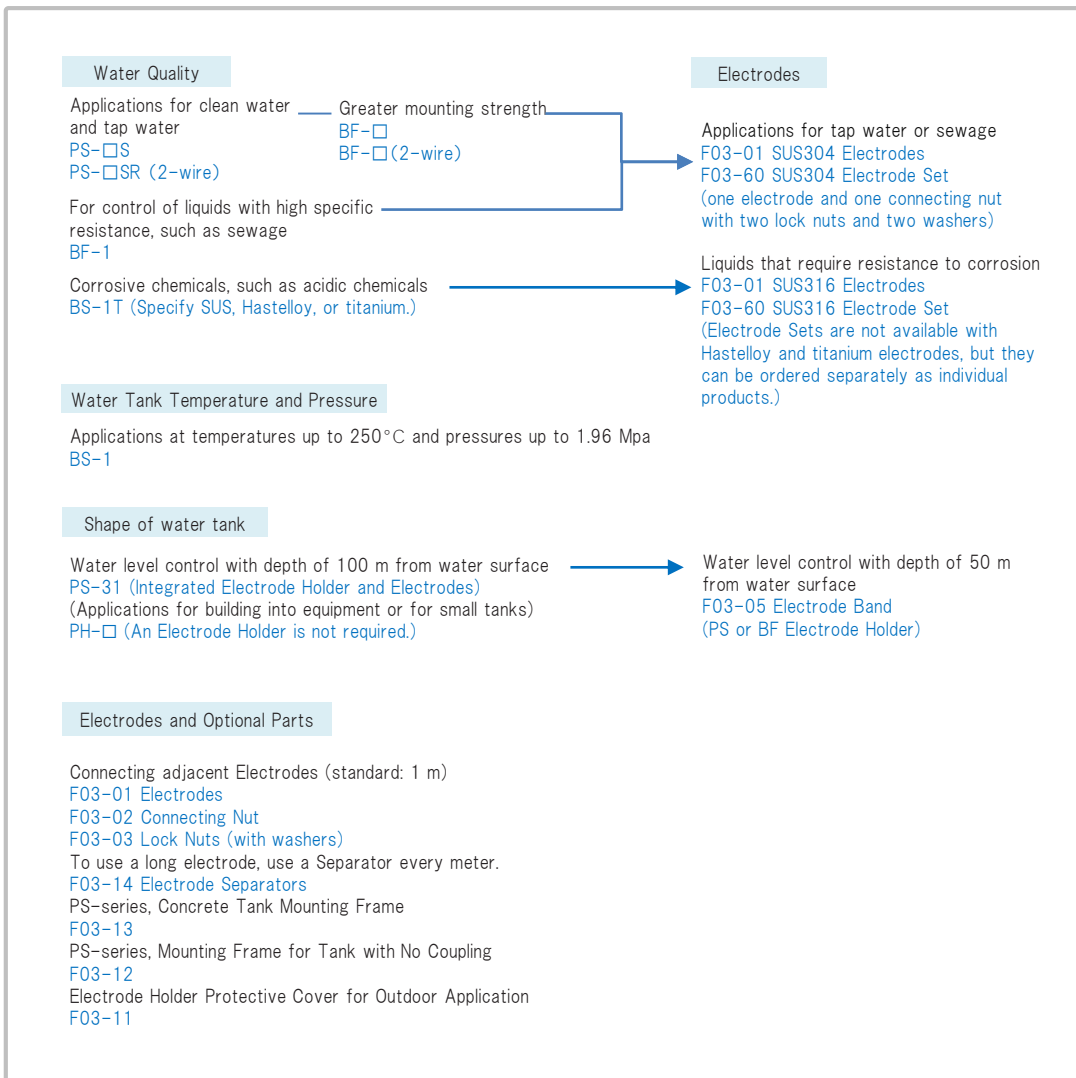 Water Quality
Applications for clean water
and tap water
PS-□S
PS-□SR (2-wire)
Greater mounting strength
BF-□
BF-□(2-wire)
For control of liquids with high specific
resistance, such as sewage
BF-1
Corrosive chemicals, such as acidic chemicals
BS-1T (Specify SUS, Hastelloy, or titanium.)
Electrodes
Applications for tap water or sewage
F03-01 SUS304 Electrodes
F03-60 SUS304 Electrode Set
(one electrode and one connecting nut
with two lock nuts and two washers)
Liquids that require resistance to corrosion
F03-01 SUS316 Electrodes
F03-60 SUS316 Electrode Set
(Electrode Sets are not available with
Hastelloy and titanium electrodes, but they
can be ordered separately as individual
products.)
Water Tank Temperature and Pressure
Applications at temperatures up to 250°C and pressures up to 1.96 Mpa
BS-1
Shape of water tank
Water level control with depth of 100 m from water surface
PS-31 (Integrated Electrode Holder and Electrodes)
(Applications for building into equipment or for small tanks)
PH-□ (An Electrode Holder is not required.)
Water level control with depth of 50 m
from water surface
F03-05 Electrode Band
(PS or BF Electrode Holder)
Electrodes and Optional Parts
Connecting adjacent Electrodes (standard: 1 m)
F03-01 Electrodes
F03-02 Connecting Nut
F03-03 Lock Nuts (with washers)
To use a long electrode, use a Separator every meter.
F03-14 Electrode Separators
PS-series, Concrete Tank Mounting Frame
F03-13
PS-series, Mounting Frame for Tank with No Coupling
F03-12
Electrode Holder Protective Cover for Outdoor Application
F03-11